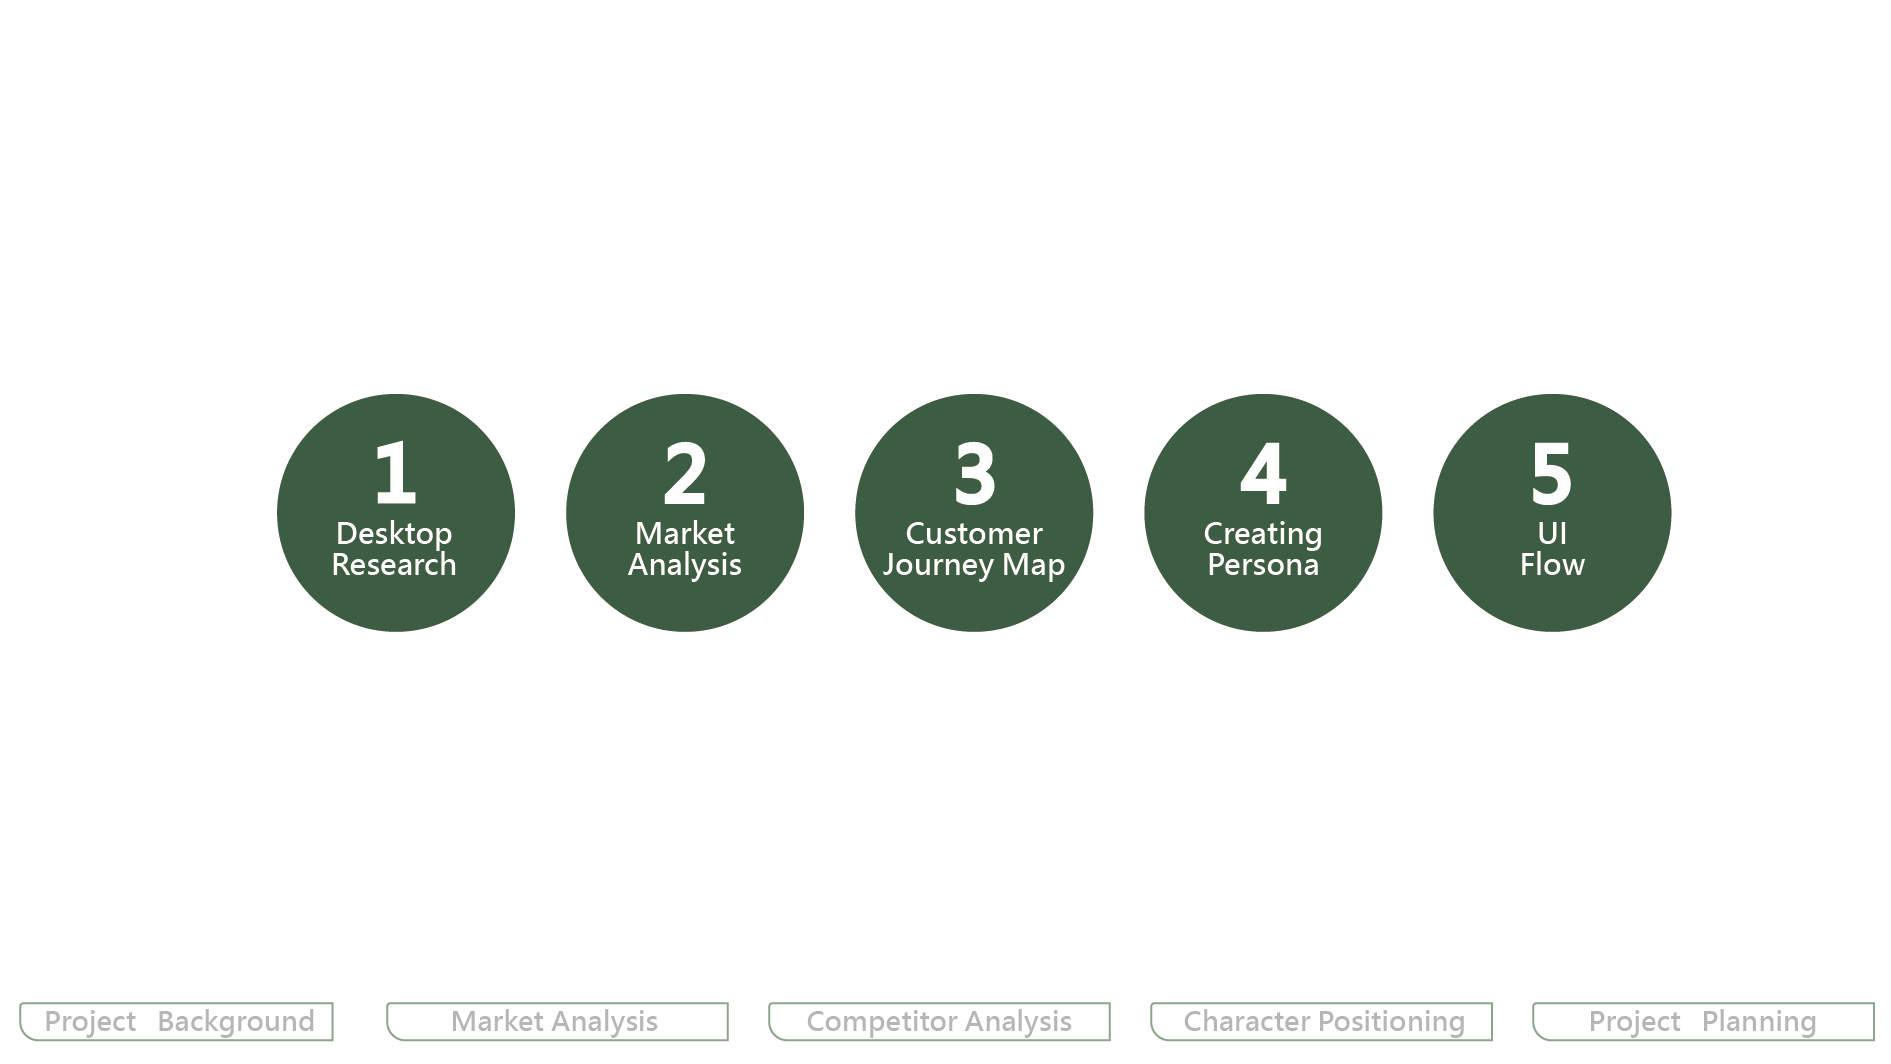 1
Desktop
Research
2
Market
Analysis
3
Customer
Journey Map
4
Creating
Persona
5
UI
Flow
Project Background
Market Analysis
Competitor Analysis
Character Positioning
Project Planning